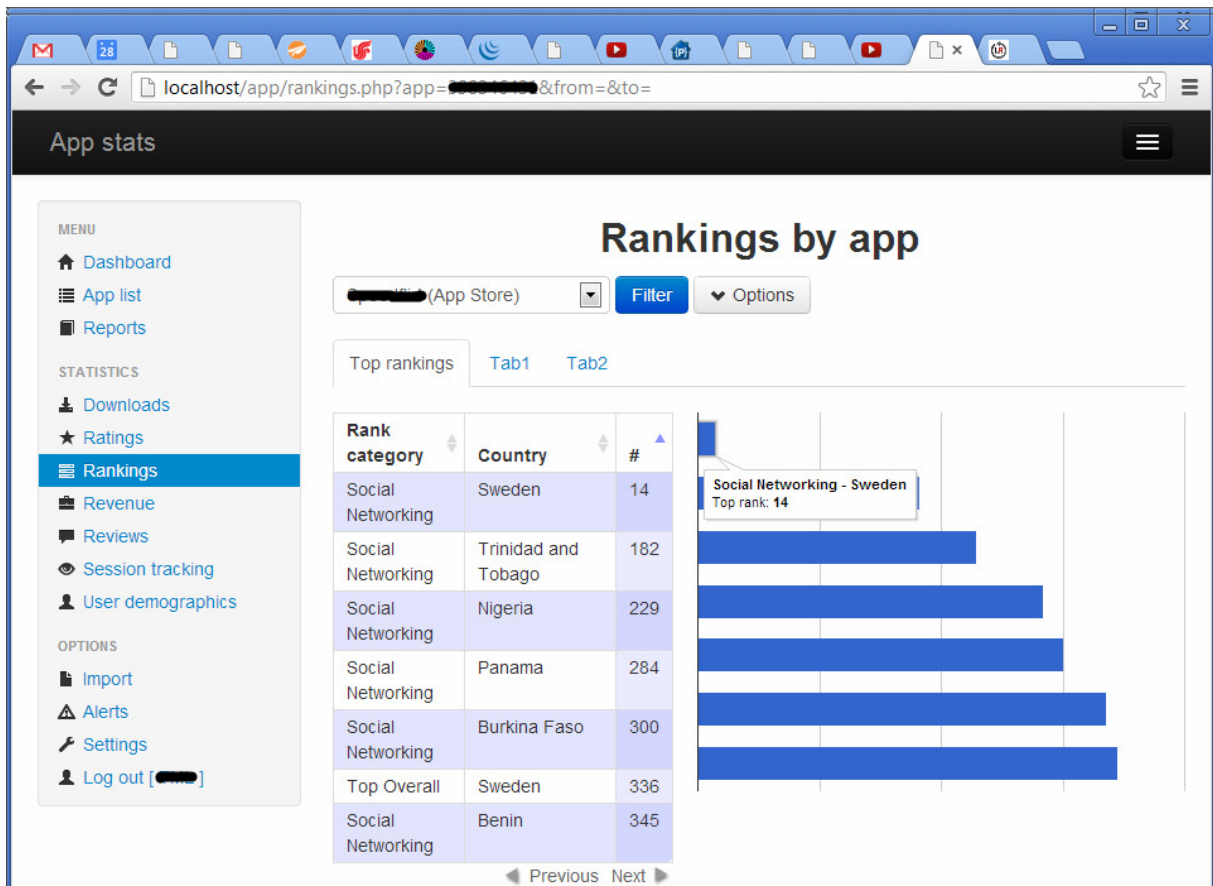 28
localhost/app/rankings.php?app=&from=&to=
App stats
MENU
Dashboard
App list
Reports
STATISTICS
Downloads
Ratings
Rankings
Revenue
Reviews
Session tracking
User demographics
OPTIONS
Import
Alerts
Settings
Log out [ ]
Rankings by app
(App Store)
Filter
Options
Top rankings Tab1 Tab2
Rank category Country #
Social Networking Sweden 14
Social Networking Trinidad and Tobago 182
Social Networking Nigeria 229
Social Networking Panama 284
Social Networking Burkina Faso 300
Top Overall Sweden 336
Social Networking Benin 345
Previous Next
Social Networking - Sweden
Top rank: 14